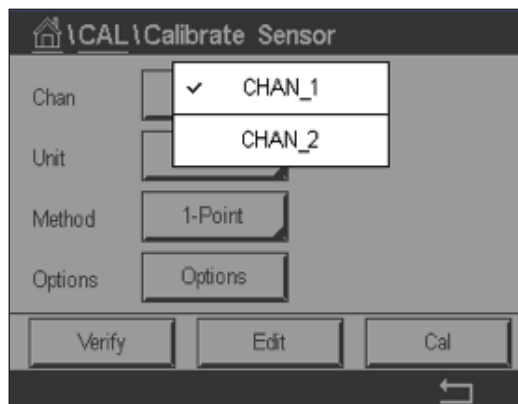 \CAL\Calibrate Sensor
Chan
✓ CHAN_1
CHAN_2
Unit
Method
1-Point
Options
Options
Verify
Edit
Cal